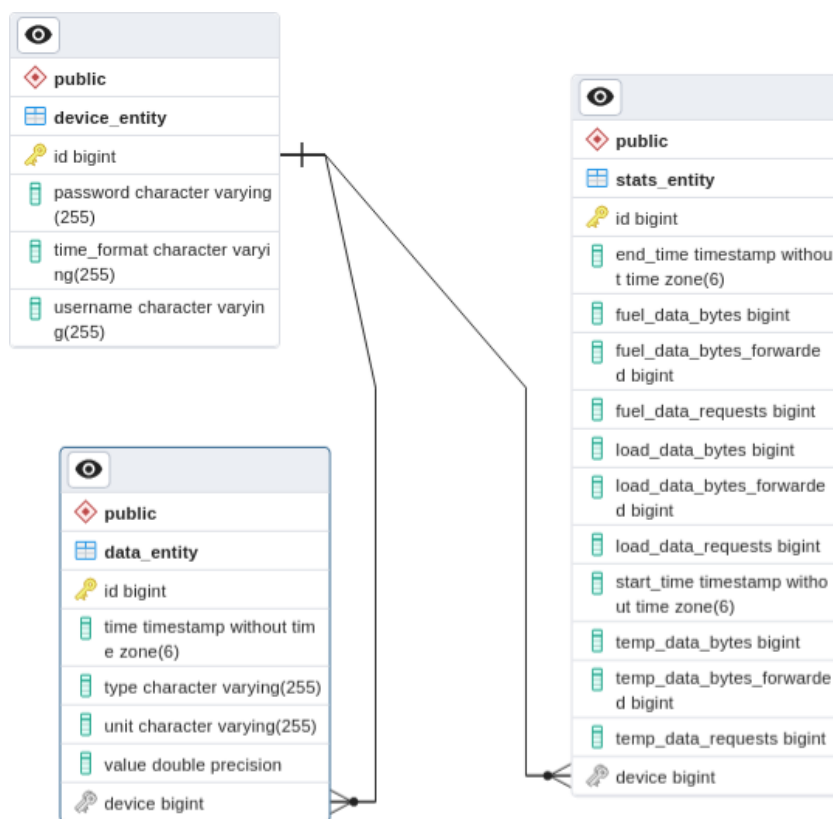 public
device_entity
id bigint
password character varying
(255)
time_format character varyi
ng(255)
username character varyin
g(255)
public
data_entity
id bigint
time timestamp without tim
e zone(6)
type character varying(255)
unit character varying(255)
value double precision
device bigint
public
stats_entity
id bigint
end_time timestamp withou
t time zone(6)
fuel_data_bytes bigint
fuel_data_bytes_forwarde
d bigint
fuel_data_requests bigint
load_data_bytes bigint
load_data_bytes_forwarde
d bigint
load_data_requests bigint
start_time timestamp witho
ut time zone(6)
temp_data_bytes bigint
temp_data_bytes_forwarde
d bigint
temp_data_requests bigint
device bigint